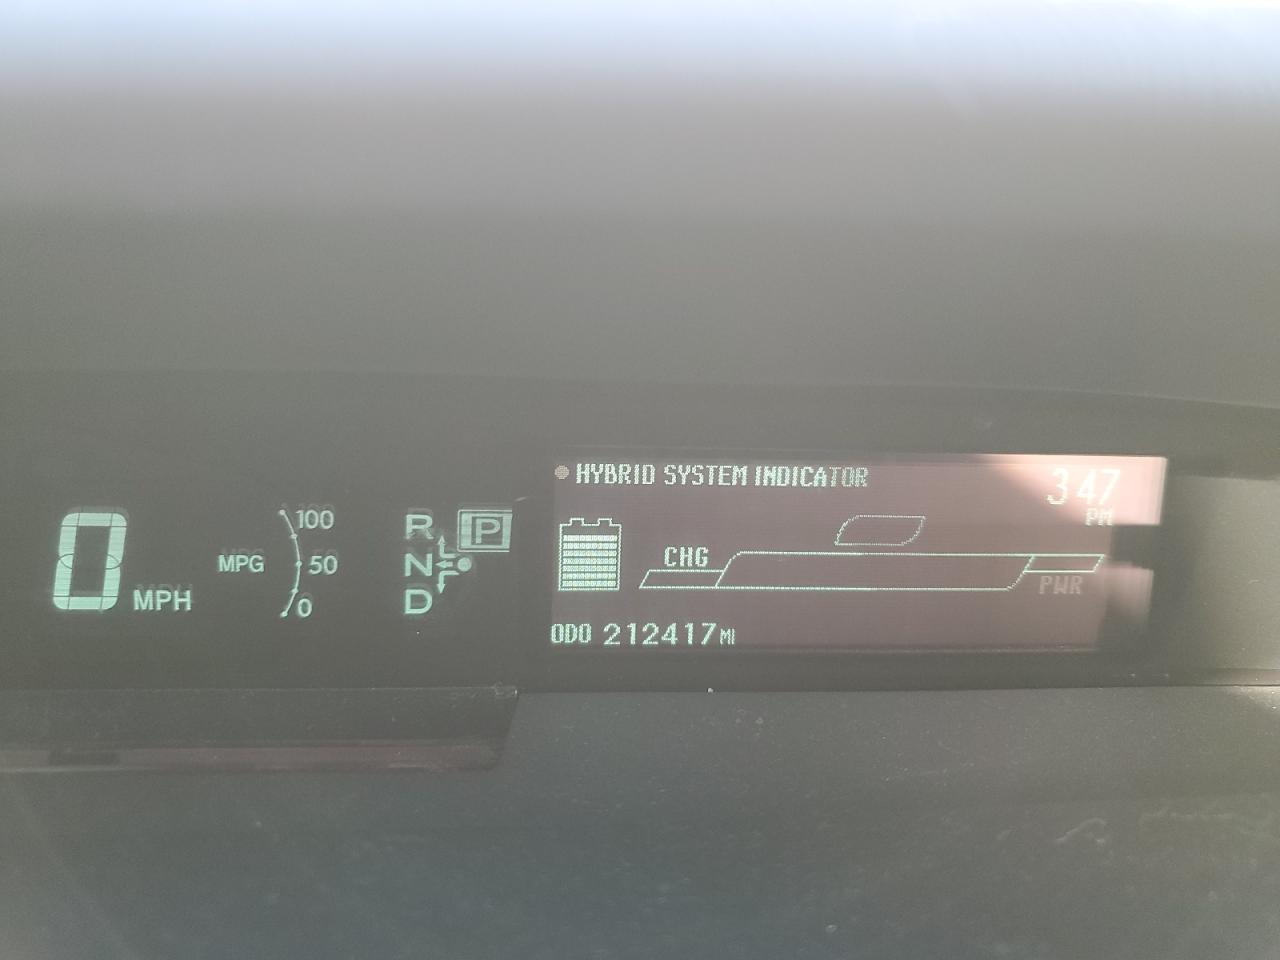 HYBRID SYSTEM INDICATOR
3:47
PM
0 MPH
MPG
100
50
0
R
N
D
P
CHG
PWR
ODO 212417 MI